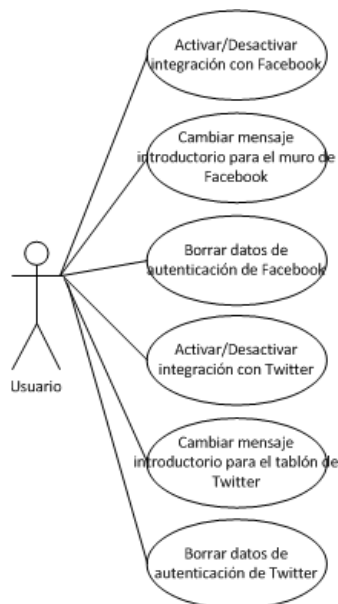 Activar/Desactivar
integración con Facebook
Cambiar mensaje
introductorio para el muro de
Facebook
Borrar datos de
autenticación de Facebook
Usuario
Activar/Desactivar
integración con Twitter
Cambiar mensaje
introductorio para el tablón de
Twitter
Borrar datos de
autenticación de Twitter